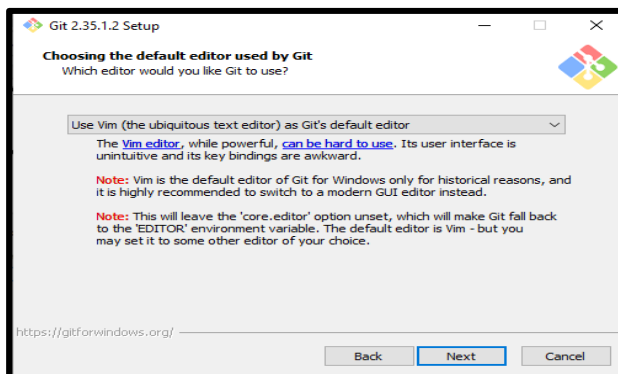 Git 2.35.1.2 Setup
Choosing the default editor used by Git
Which editor would you like Git to use?
Use Vim (the ubiquitous text editor) as Git's default editor
The Vim editor, while powerful, can be hard to use. Its user interface is
unintuitive and its key bindings are awkward.
Note: Vim is the default editor of Git for Windows only for historical reasons, and
it is highly recommended to switch to a modern GUI editor instead.
Note: This will leave the 'core.editor' option unset, which will make Git fall back
to the 'EDITOR' environment variable. The default editor is Vim - but you
may set it to some other editor of your choice.
https://gitforwindows.org/
Back Next Cancel